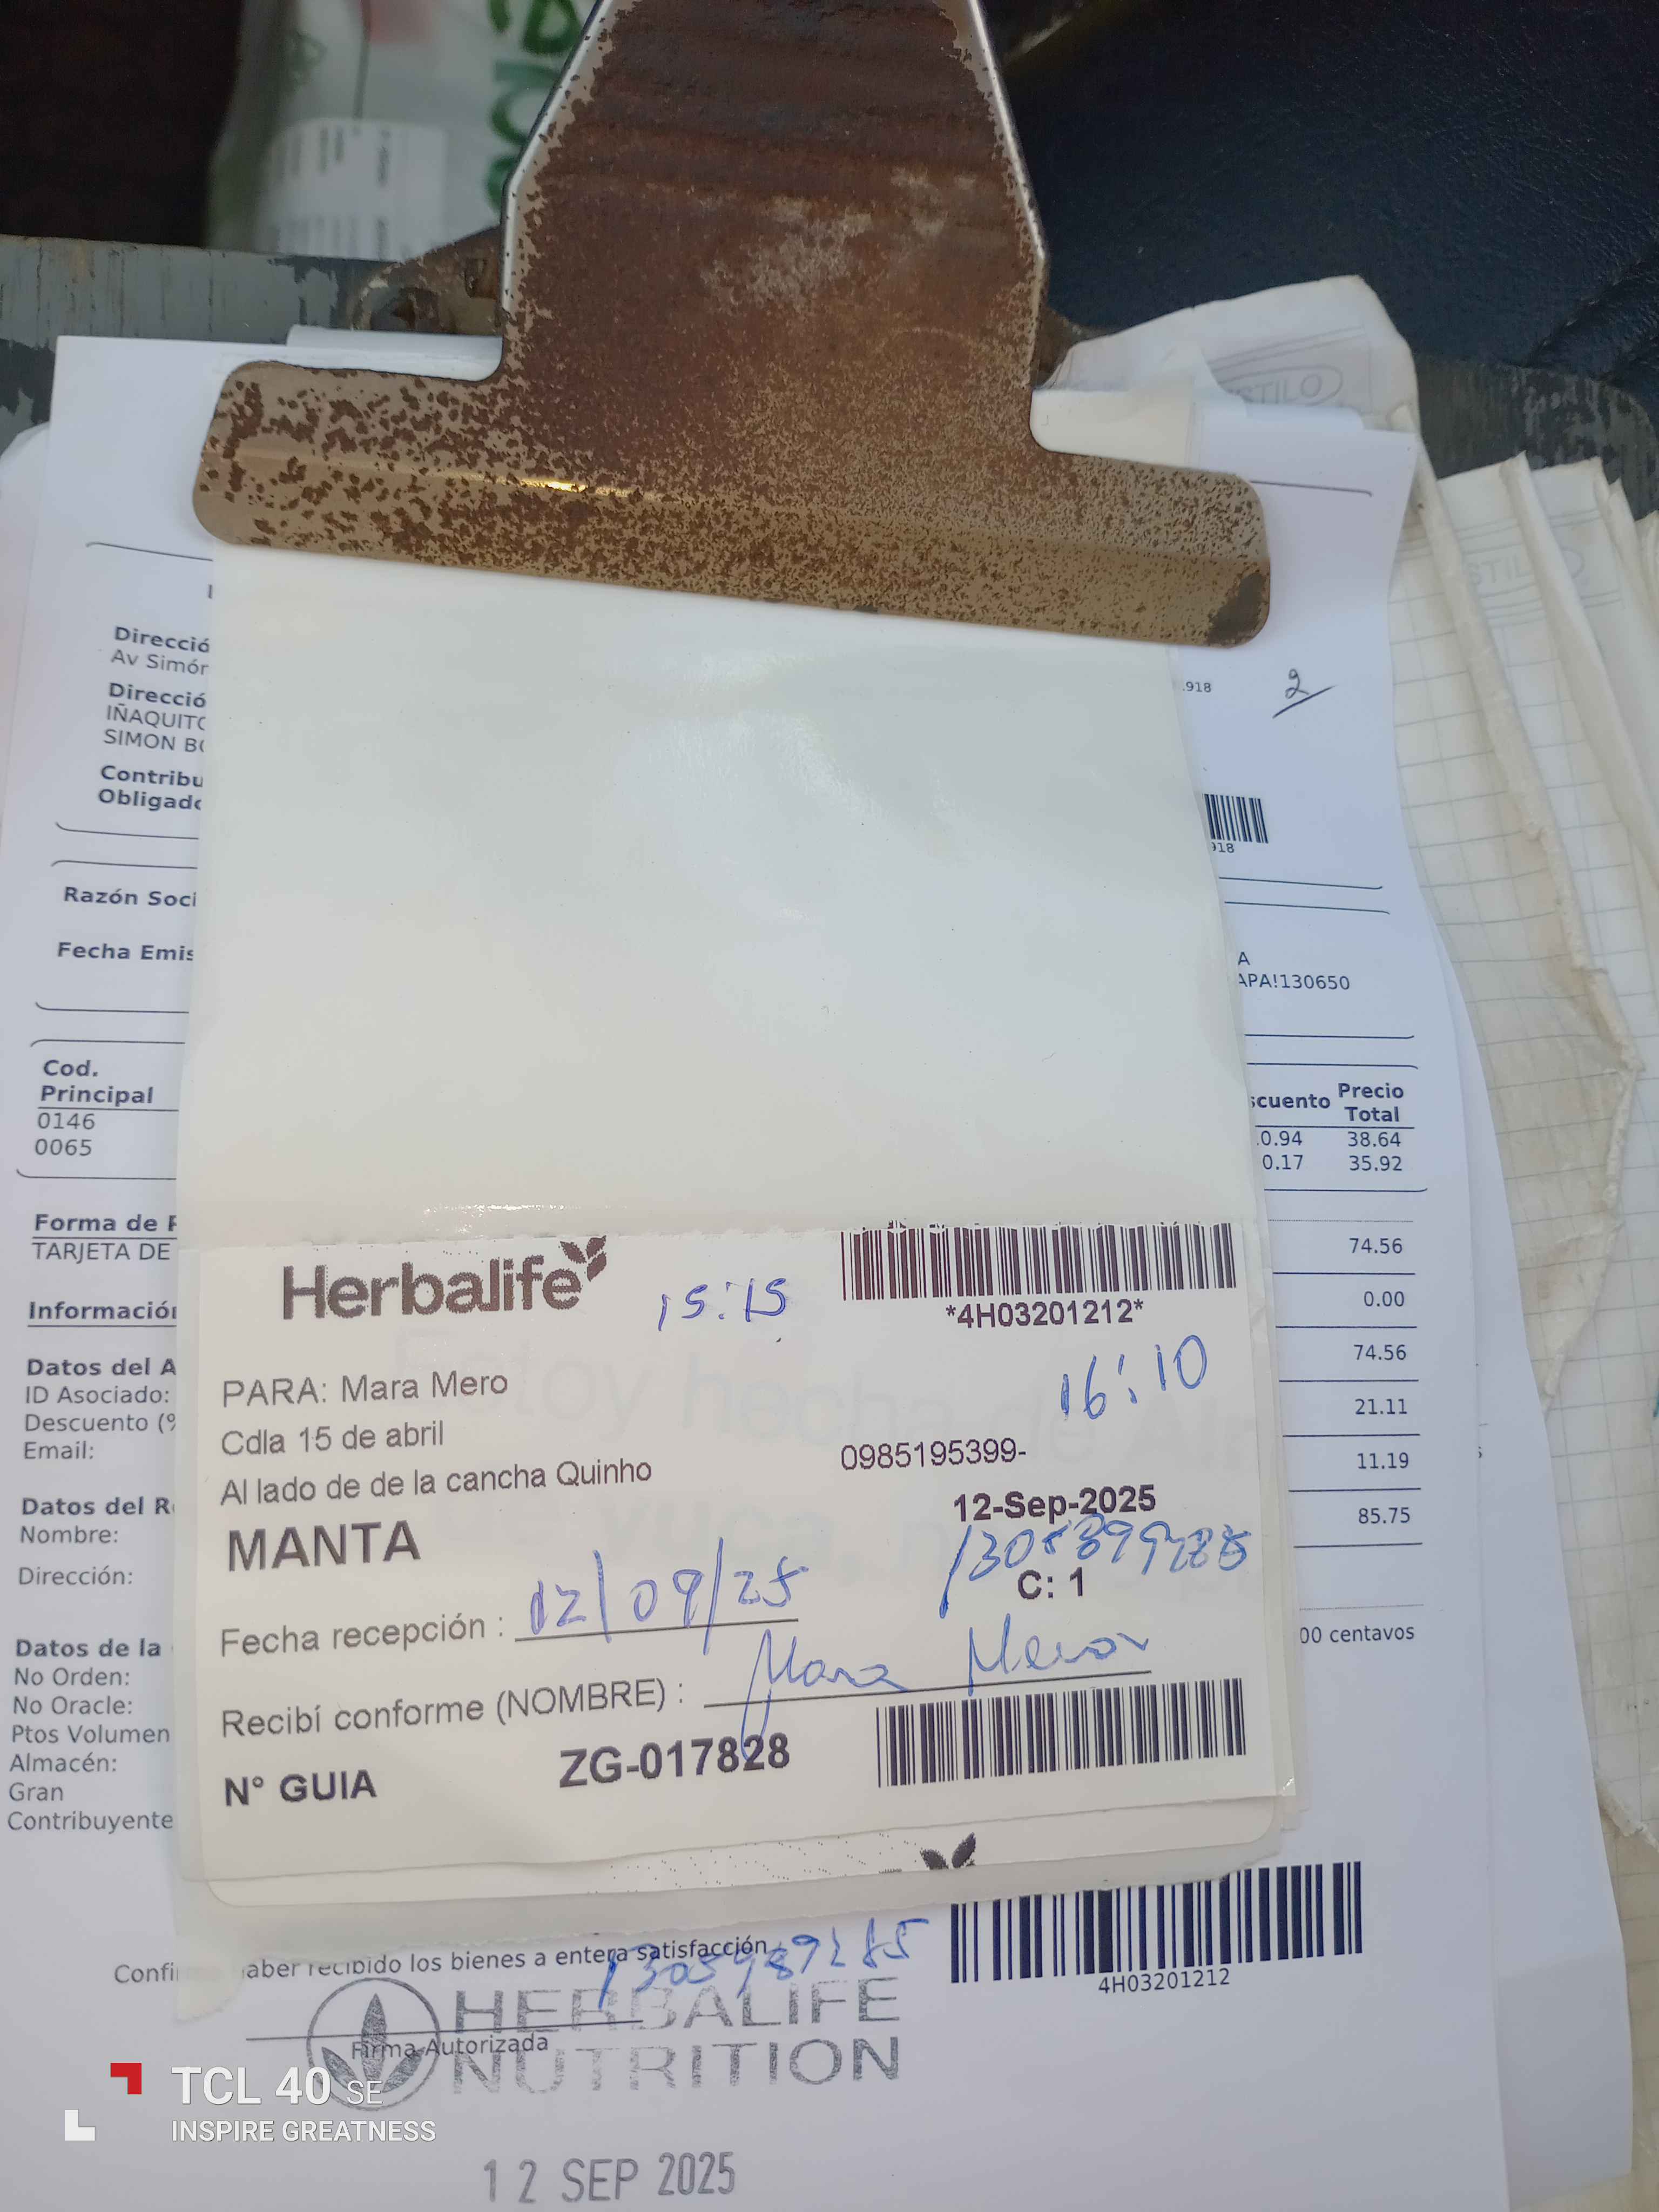 .918
2
Direcció
Av Simón
Direcció
IÑAQUITO
SIMON BO
Contribu
Obligado
918
Razón Soci
Fecha Emis
A
APA!130650
Cod.
Principal
0146
0065
scuento Precio
Total
0.94 38.64
0.17 35.92
Forma de P
TARJETA DE
74.56
0.00
74.56
21.11
11.19
85.75
00 centavos
Información
Datos del A
ID Asociado:
Descuento (%
Email:
Datos del R
Nombre:
Dirección:
Datos de la
No Orden:
No Oracle:
Ptos Volumen
Almacén:
Gran
Contribuyente
Herbalife
15:15
*4H03201212*
16:10
PARA: Mara Mero
Cdla 15 de abril
Al lado de de la cancha Quinho
0985195399-
12-Sep-2025
MANTA
C: 1
Fecha recepción : 12/09/25
Recibí conforme (NOMBRE) : Mara
N° GUIA ZG-017828
4H03201212
Confi aber recibido los bienes a entera satisfacción
Firma Autorizada
HERBALIFE
NUTRITION
12 SEP 2025
TCL 40 SE
INSPIRE GREATNESS